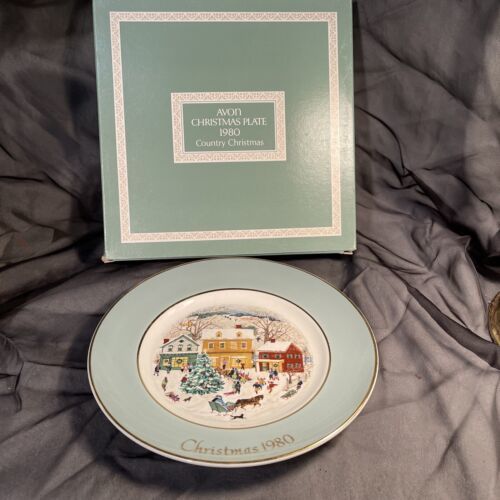 AVON
CHRISTMAS PLATE
1980
Country Christmas
Christmas 1980